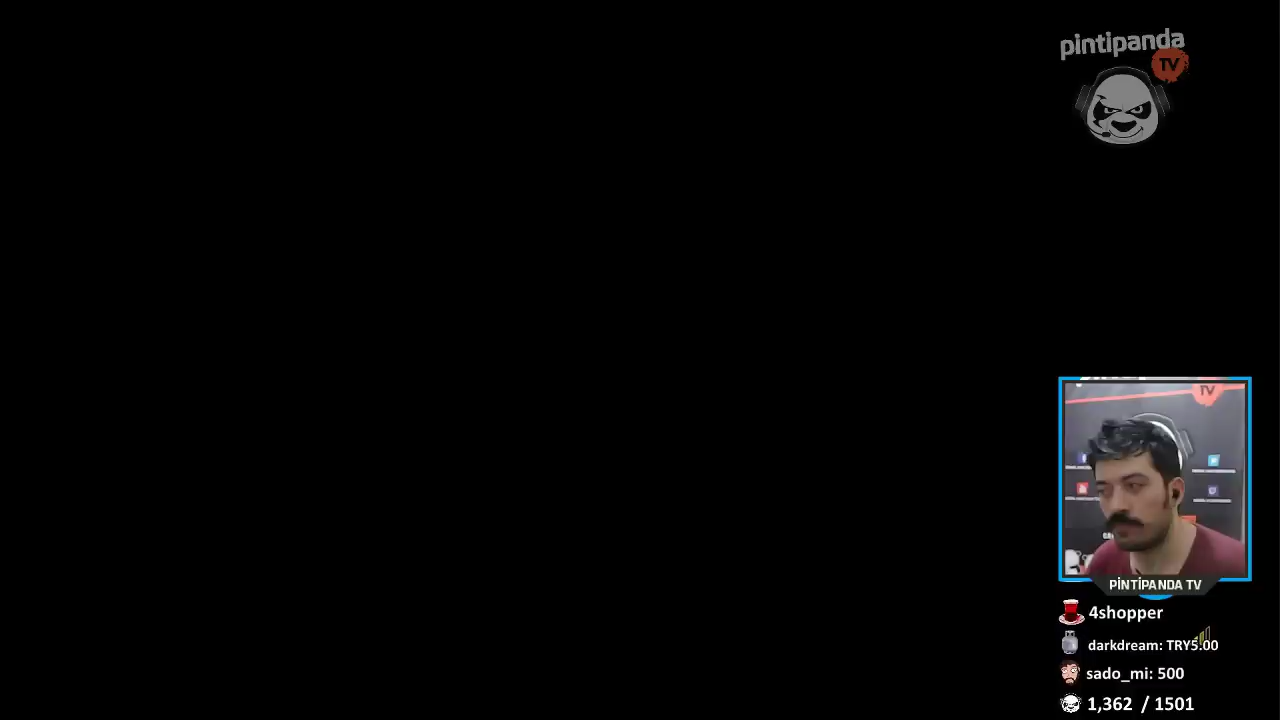 pintipanda
TV
TV
PİNTİPANDA TV
4shopper
darkdream: TRY5.00
sado_mi: 500
1,362 / 1501